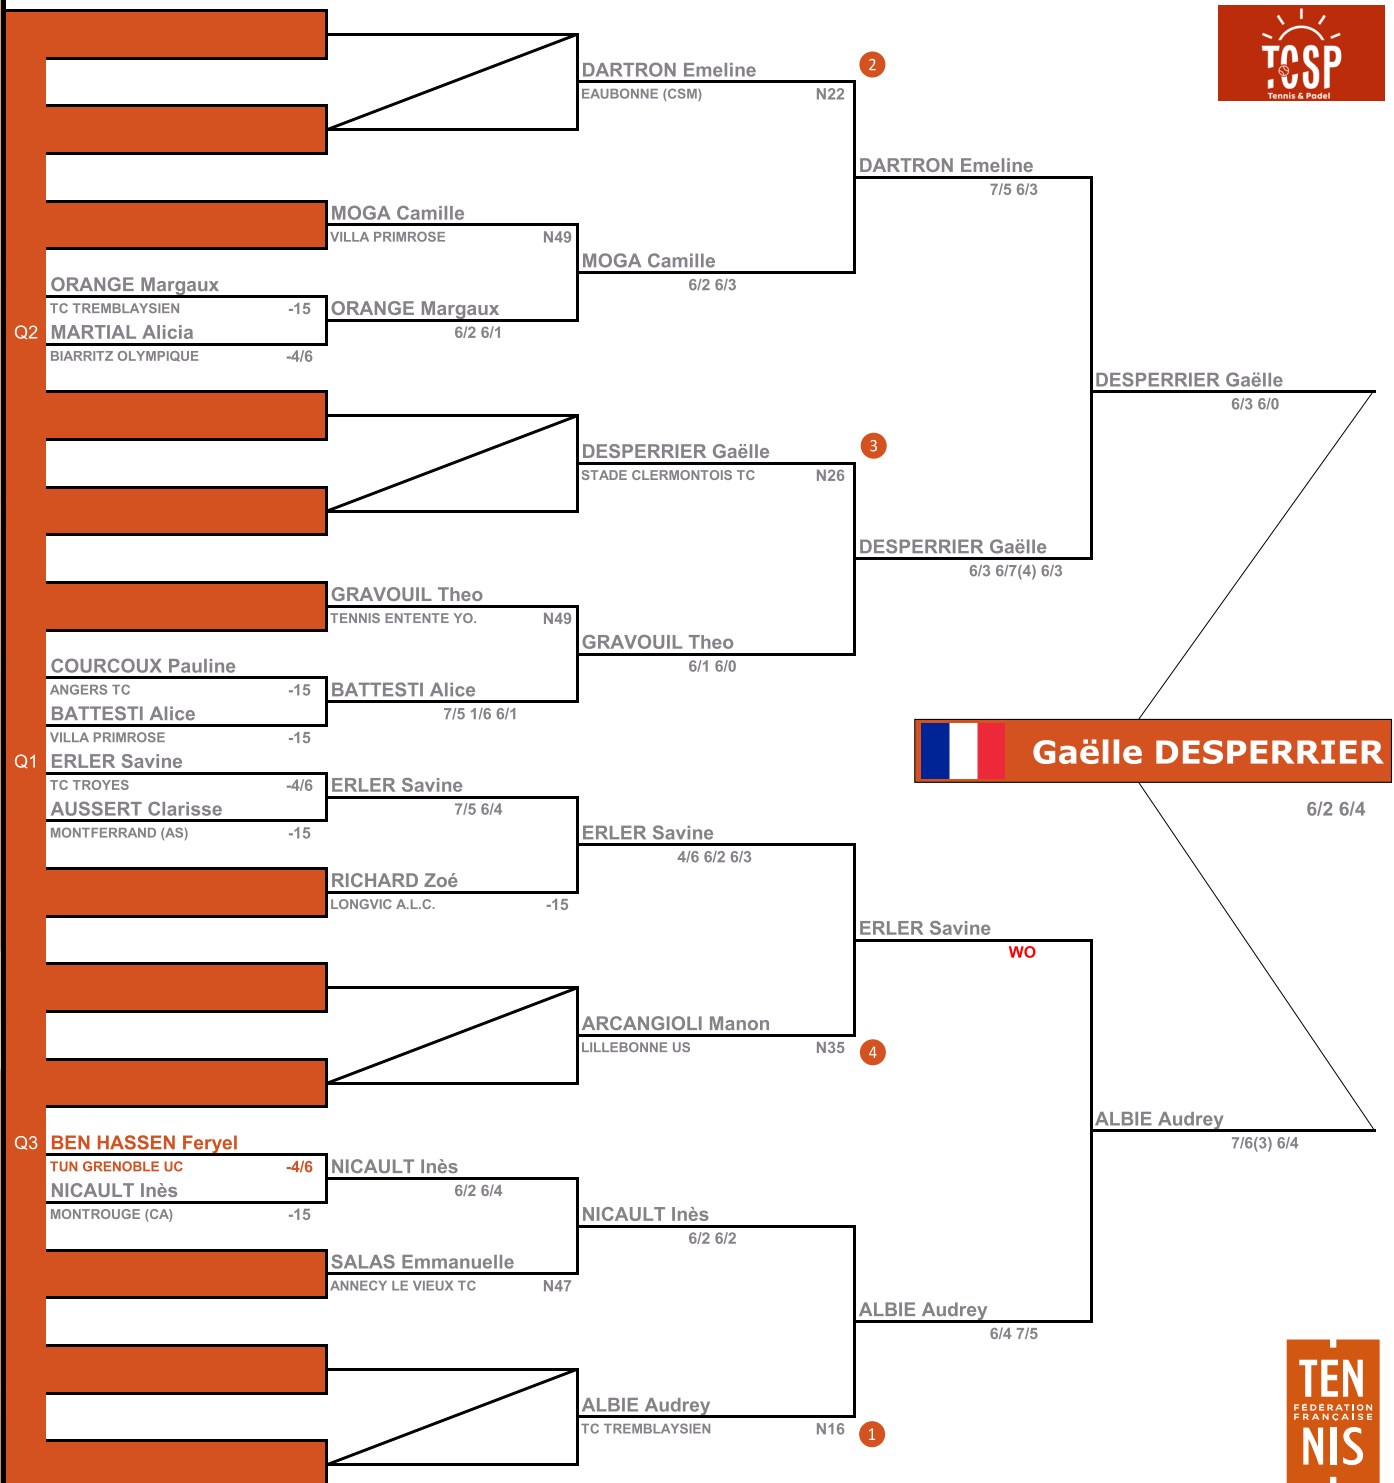 TCSP
Tennis & Padel
DARTRON Emeline
2
EAUBONNE (CSM) N22
DARTRON Emeline
7/5 6/3
MOGA Camille
VILLA PRIMROSE N49
MOGA Camille
6/2 6/3
ORANGE Margaux
TC TREMBLAYSIEN -15
ORANGE Margaux
6/2 6/1
Q2
MARTIAL Alicia
BIARRITZ OLYMPIQUE -4/6
DESPERRIER Gaëlle
6/3 6/0
DESPERRIER Gaëlle
3
STADE CLERMONTOIS TC N26
DESPERRIER Gaëlle
6/3 6/7(4) 6/3
GRAVOUIL Theo
TENNIS ENTENTE YO. N49
GRAVOUIL Theo
6/1 6/0
COURCOUX Pauline
ANGERS TC -15
BATTESTI Alice
7/5 1/6 6/1
BATTESTI Alice
VILLA PRIMROSE -15
Gaëlle DESPERRIER
6/2 6/4
Q1
ERLER Savine
TC TROYES -4/6
ERLER Savine
7/5 6/4
AUSSERT Clarisse
MONTFERRAND (AS) -15
ERLER Savine
4/6 6/2 6/3
RICHARD Zoé
LONGVIC A.L.C. -15
ERLER Savine
WO
ARCANGIOLI Manon
LILLEBONNE US N35
4
ALBIE Audrey
7/6(3) 6/4
Q3
BEN HASSEN Feryel
TUN GRENOBLE UC -4/6
NICAULT Inès
6/2 6/4
NICAULT Inès
MONTROUGE (CA) -15
NICAULT Inès
6/2 6/2
SALAS Emmanuelle
ANNECY LE VIEUX TC N47
ALBIE Audrey
6/4 7/5
ALBIE Audrey
TC TREMBLAYSIEN N16
1
TEN
FÉDÉRATION
FRANÇAISE
NIS